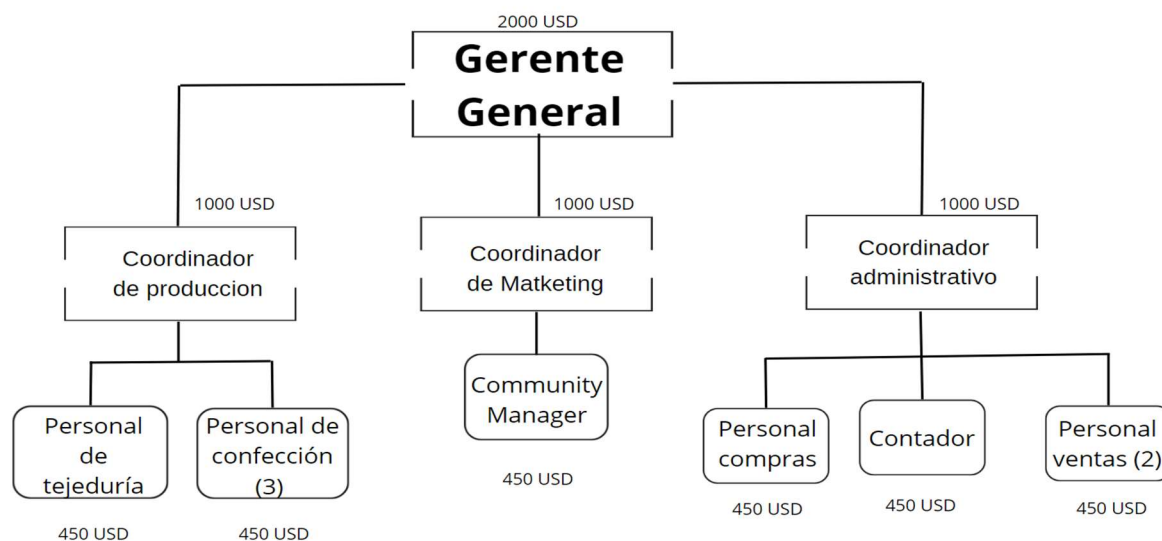 2000 USD
Gerente
General
1000 USD
Coordinador
de produccion
1000 USD
Coordinador
de Matketing
1000 USD
Coordinador
administrativo
Personal
de
tejeduría
450 USD
Personal de
confección
(3)
450 USD
Community
Manager
450 USD
Personal
compras
450 USD
Contador
450 USD
Personal
ventas (2)
450 USD